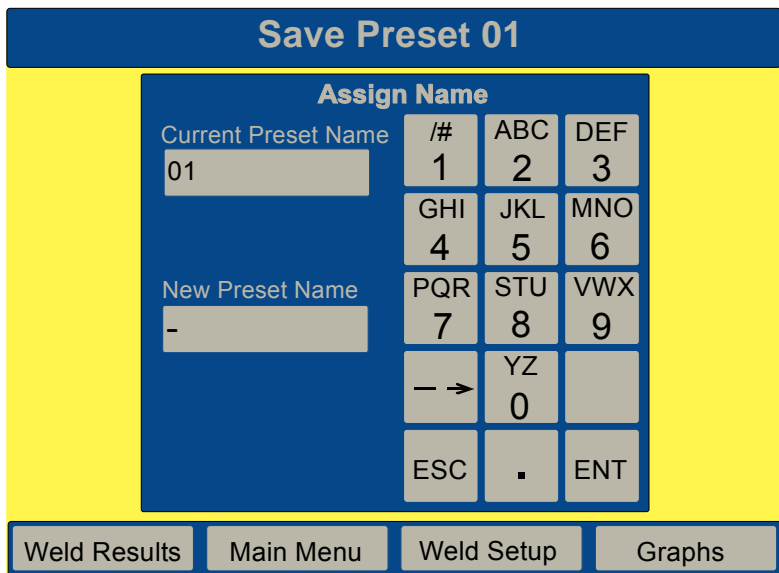 Save Preset 01
Assign Name
Current Preset Name
01
New Preset Name
-
/#
1
ABC
2
DEF
3
GHI
4
JKL
5
MNO
6
PQR
7
STU
8
VWX
9
YZ
0
ESC
.
ENT
Weld Results
Main Menu
Weld Setup
Graphs